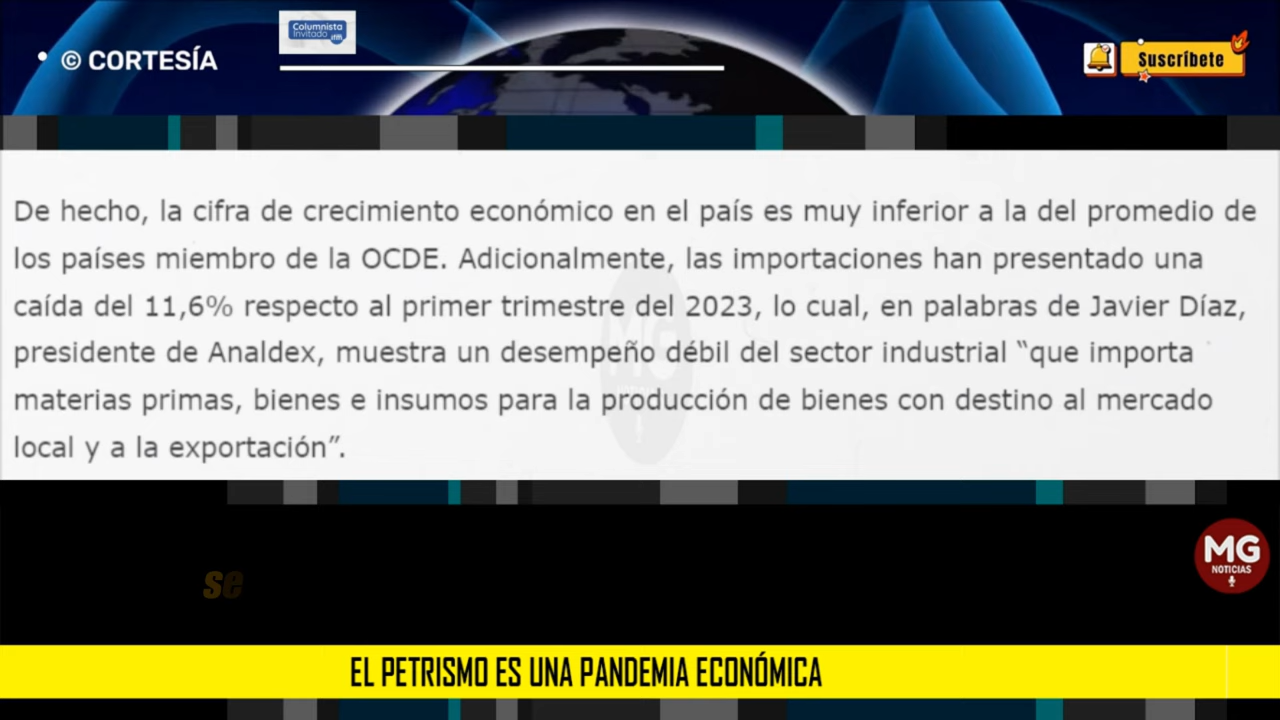 © CORTESÍA
Columnista
Invitado ifm
Suscríbete
De hecho, la cifra de crecimiento económico en el país es muy inferior a la del promedio de
los países miembro de la OCDE. Adicionalmente, las importaciones han presentado una
caída del 11,6% respecto al primer trimestre del 2023, lo cual, en palabras de Javier Díaz,
presidente de Analdex, muestra un desempeño débil del sector industrial “que importa
materias primas, bienes e insumos para la producción de bienes con destino al mercado
local y a la exportación”.
MG
NOTICIAS
se
MG
NOTICIAS
EL PETRISMO ES UNA PANDEMIA ECONÓMICA